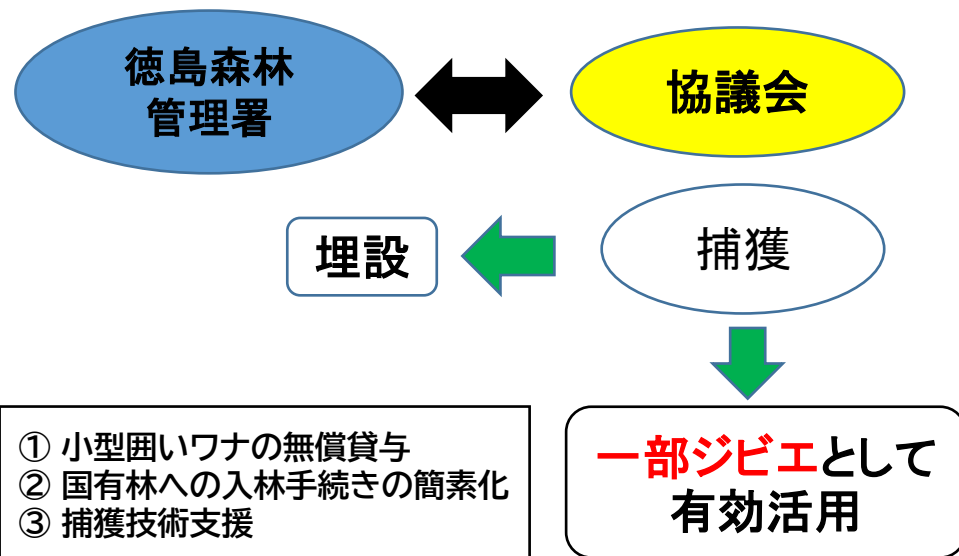 徳島森林
管理署
協議会
埋設
捕獲
① 小型囲いワナの無償貸与
② 国有林への入林手続きの簡素化
③ 捕獲技術支援
一部ジビエとして
有効活用